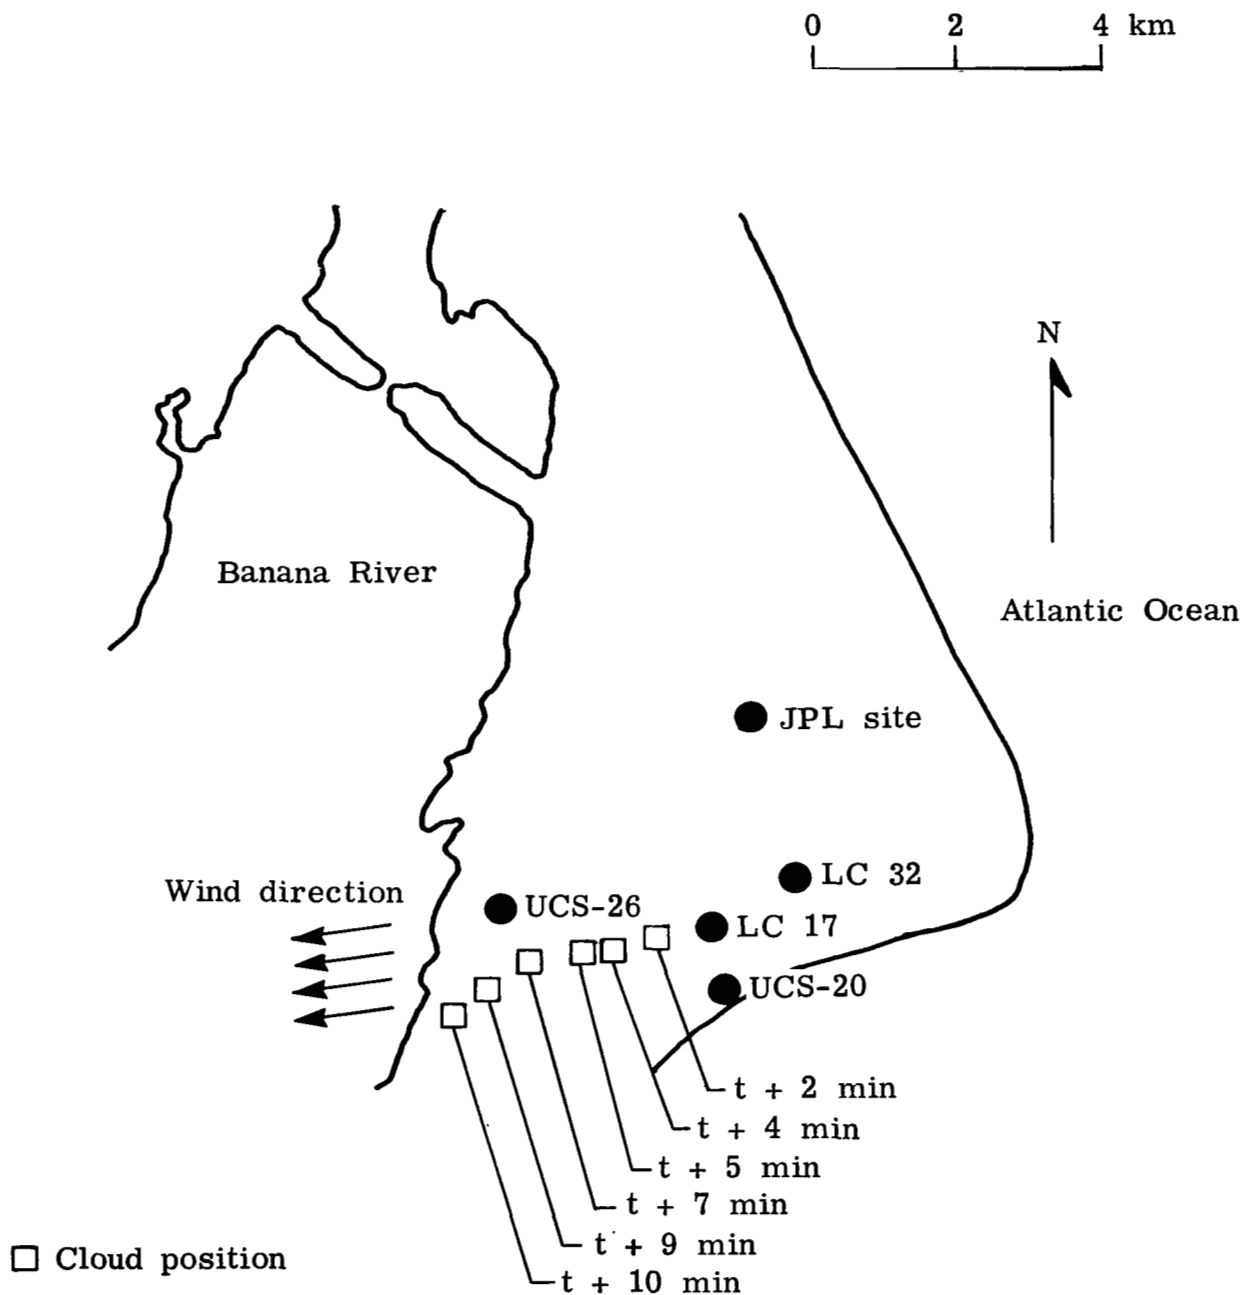 0 2 4 km
N
Banana River
Atlantic Ocean
JPL site
LC 32
Wind direction
UCS-26
LC 17
UCS-20
t + 2 min
t + 4 min
t + 5 min
t + 7 min
t + 9 min
Cloud position
t + 10 min